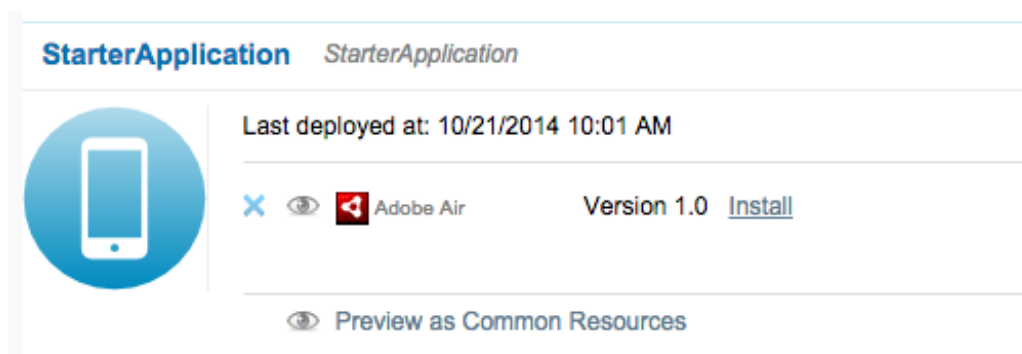 StarterApplication StarterApplication
Last deployed at: 10/21/2014 10:01 AM
Adobe Air Version 1.0 Install
Preview as Common Resources